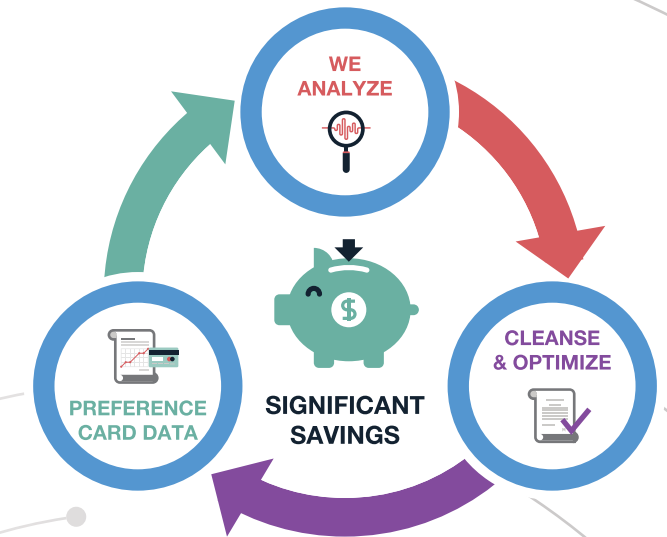 WE
ANALYZE
CLEANSE
& OPTIMIZE
$
PREFERENCE
CARD DATA
SIGNIFICANT
SAVINGS